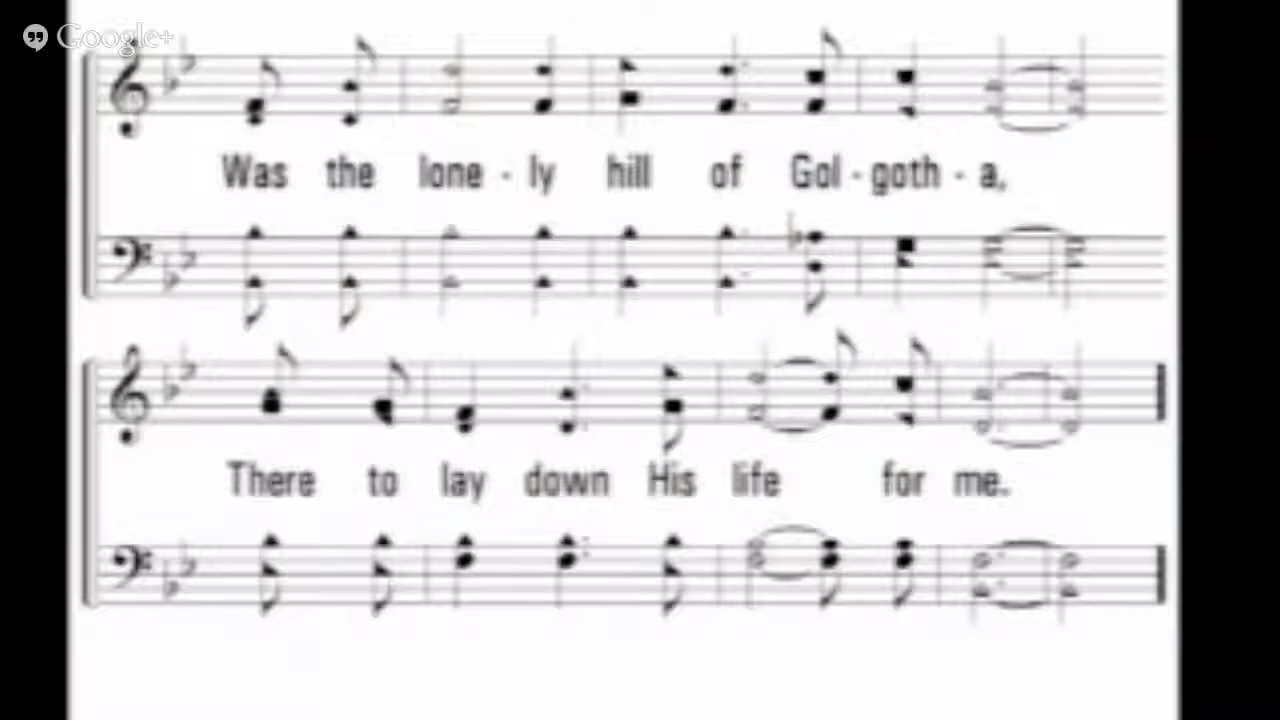 Google+
Was the lone - ly hill of Gol - goth - a,
There to lay down His life for me.